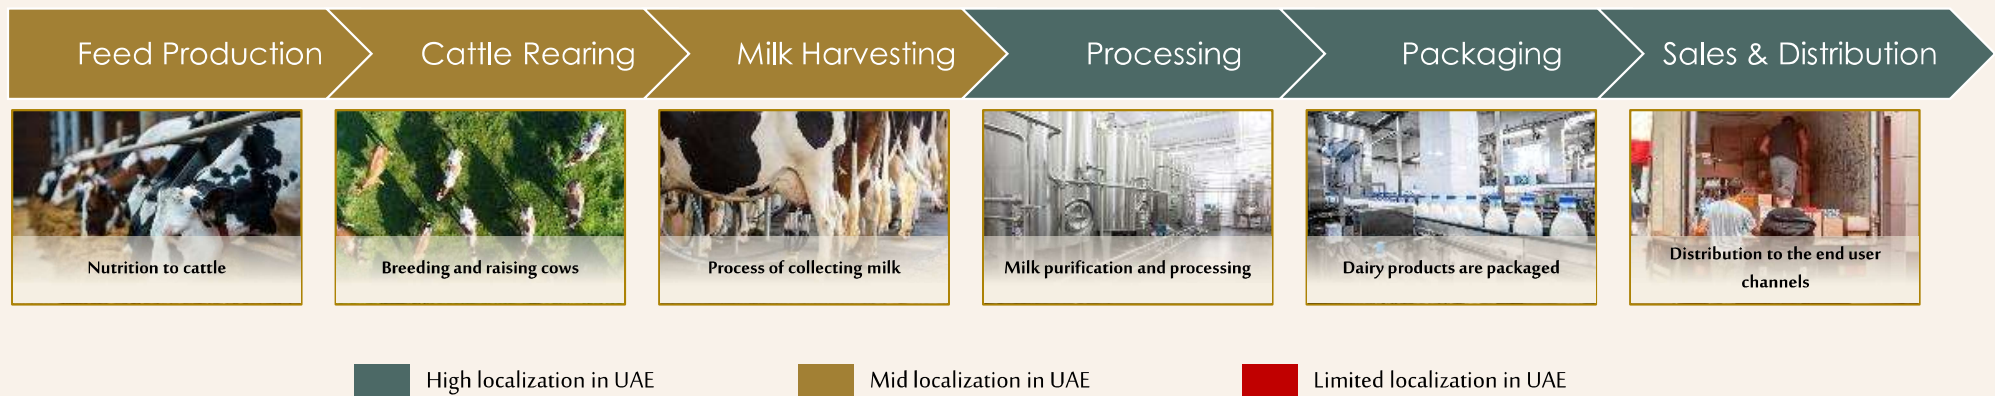 Feed Production
Cattle Rearing
Milk Harvesting
Processing
Packaging
Sales & Distribution
Nutrition to cattle
Breeding and raising cows
Process of collecting milk
Milk purification and processing
Dairy products are packaged
Distribution to the end user
channels
High localization in UAE
Mid localization in UAE
Limited localization in UAE